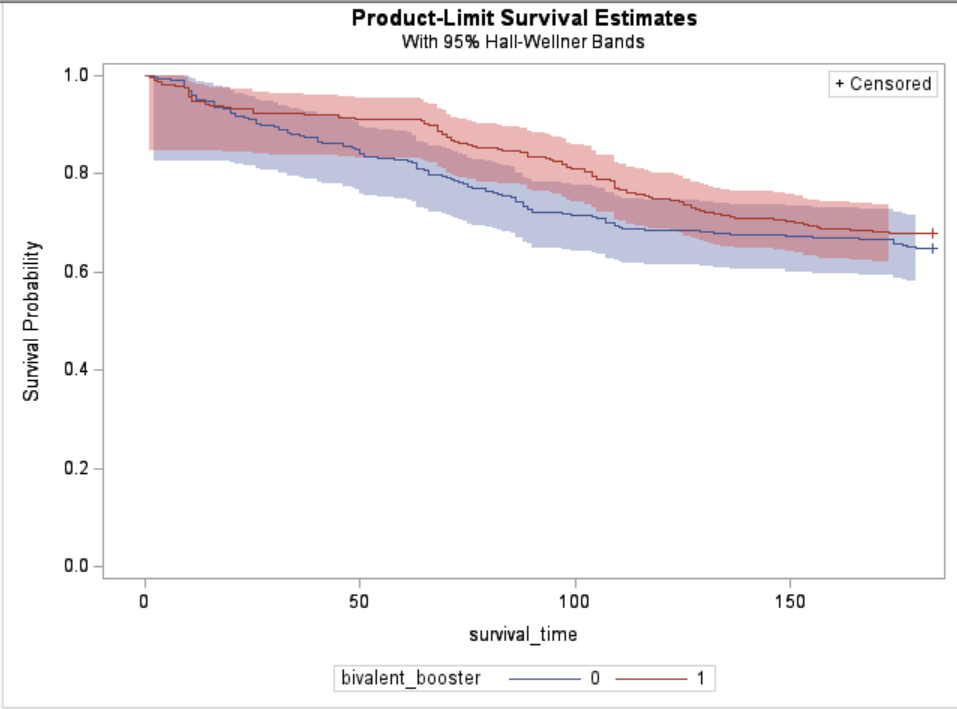 Product-Limit Survival Estimates
With 95% Hall-Wellner Bands
+ Censored
1.0
0.8
0.6
0.4
0.2
0.0
Survival Probability
0 50 100 150
survival_time
bivalent_booster 0 1